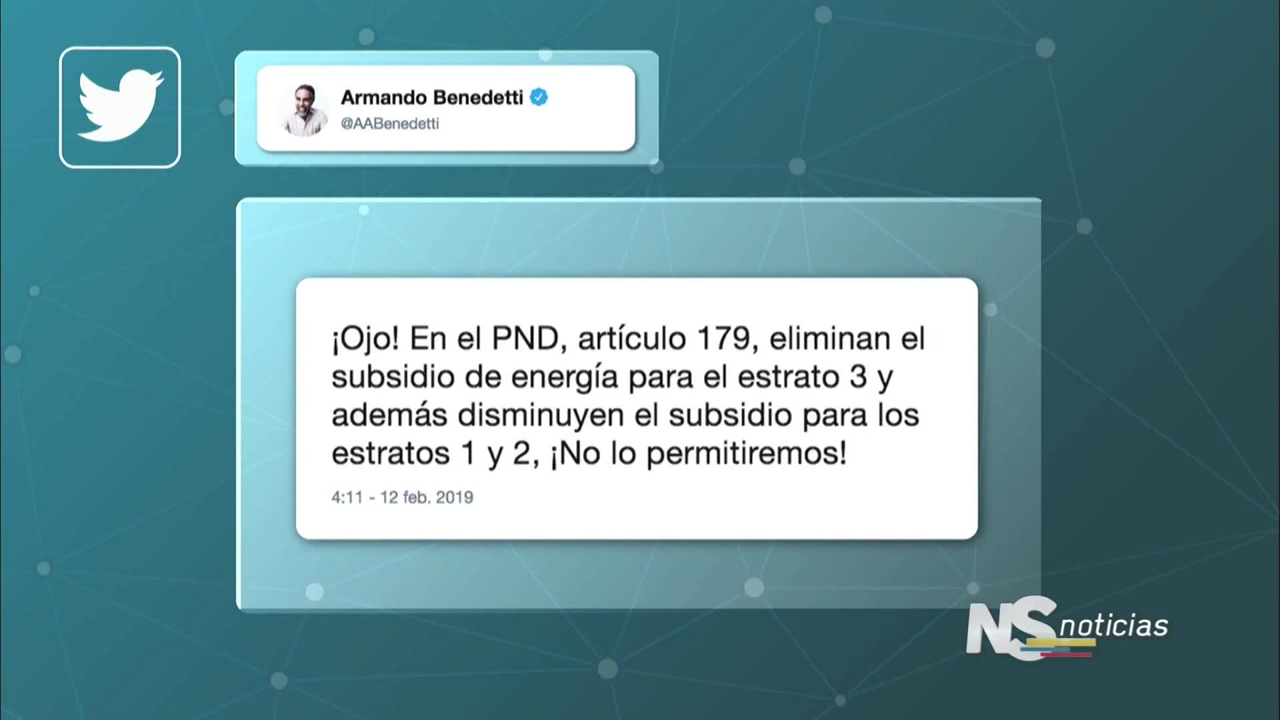 Armando Benedetti
@AABenedetti
¡Ojo! En el PND, artículo 179, eliminan el
subsidio de energía para el estrato 3 y
además disminuyen el subsidio para los
estratos 1 y 2, ¡No lo permitiremos!
4:11 - 12 feb. 2019
NS noticias